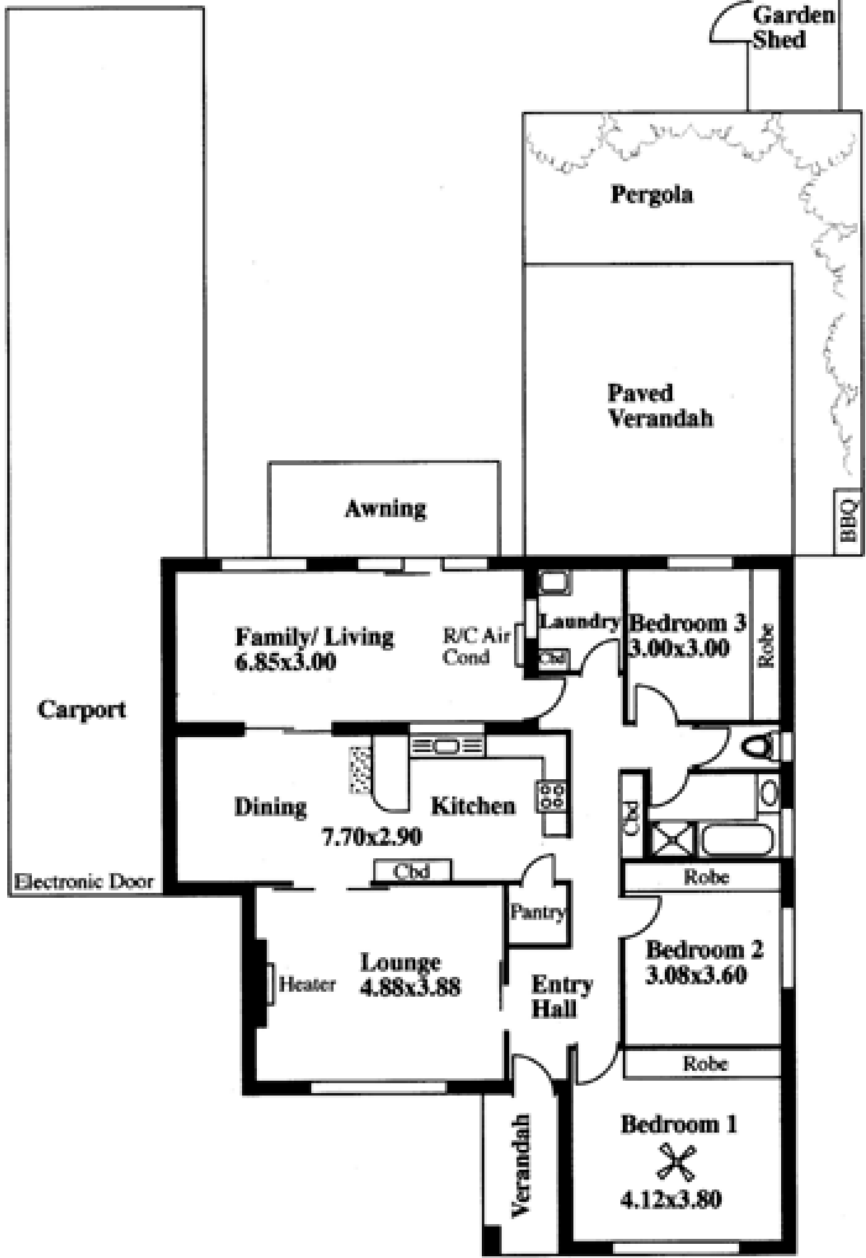 Garden
Shed
Pergola
Paved
Verandah
BBQ
Awning
Family/ Living
6.85x3.00
R/C Air
Cond
Laundry
Cbd
Bedroom 3
3.00x3.00
Robe
Carport
Dining
Kitchen
7.70x2.90
Cbd
Cbd
Electronic Door
Robe
Pantry
Lounge
4.88x3.88
Heater
Entry
Hall
Bedroom 2
3.08x3.60
Robe
Verandah
Bedroom 1
4.12x3.80